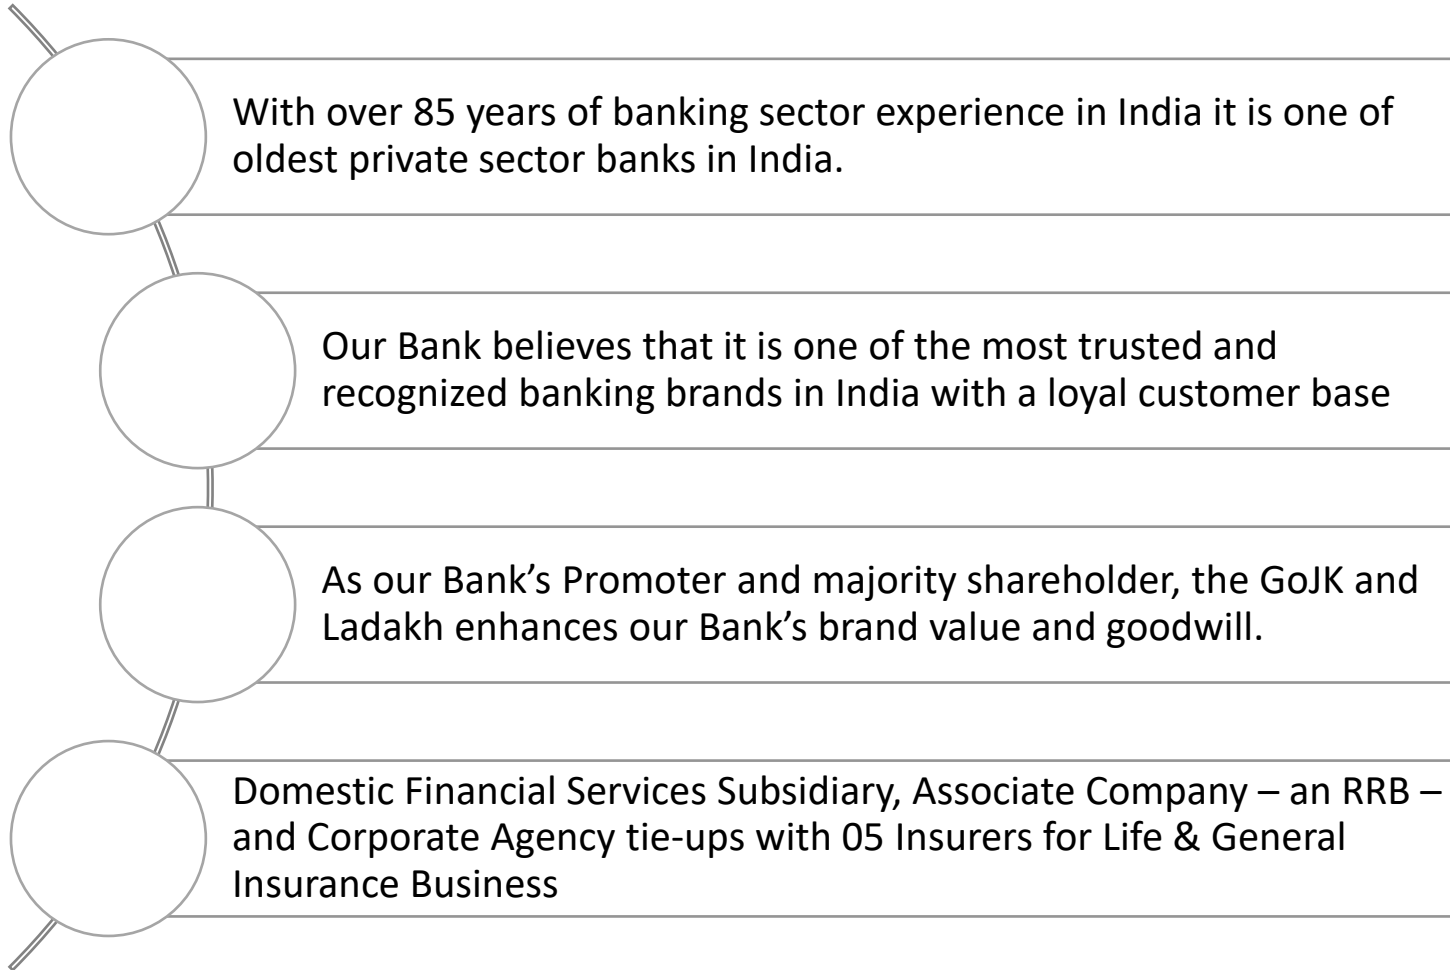 With over 85 years of banking sector experience in India it is one of
oldest private sector banks in India.
Our Bank believes that it is one of the most trusted and
recognized banking brands in India with a loyal customer base
As our Bank’s Promoter and majority shareholder, the GoJK and
Ladakh enhances our Bank’s brand value and goodwill.
Domestic Financial Services Subsidiary, Associate Company – an RRB –
and Corporate Agency tie-ups with 05 Insurers for Life & General
Insurance Business